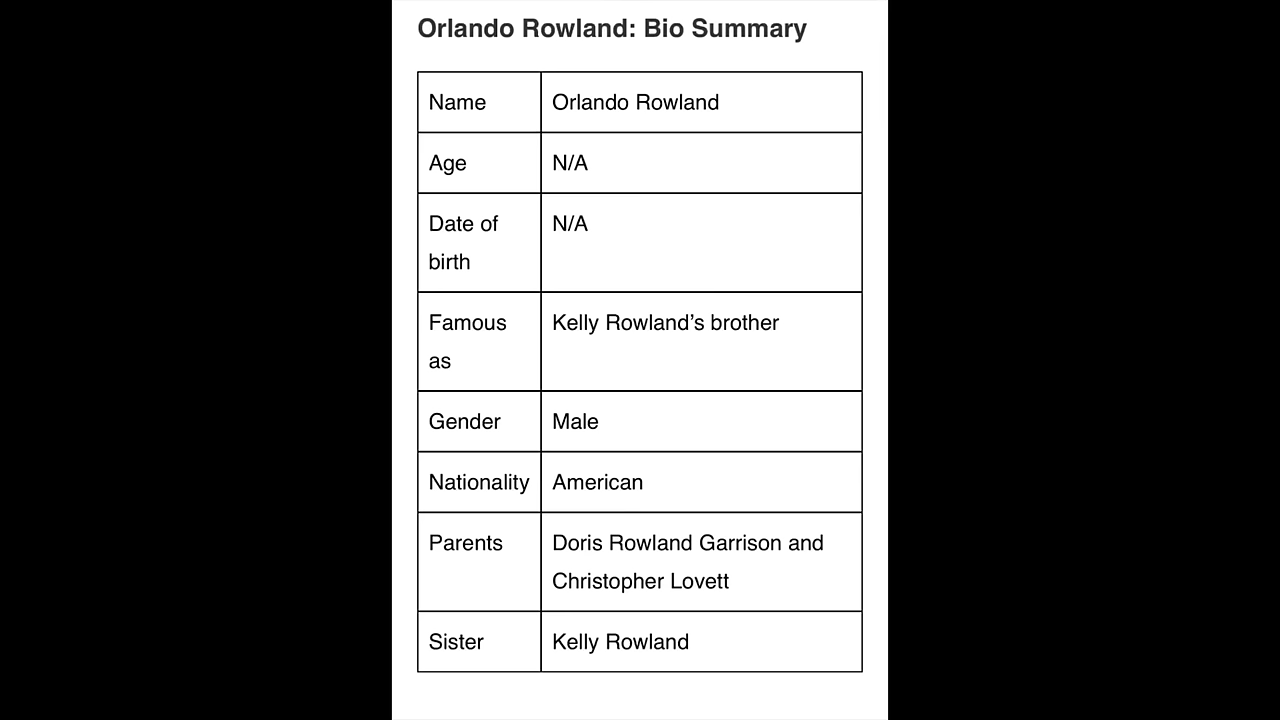 Orlando Rowland: Bio Summary
Name Orlando Rowland
Age N/A
Date of birth N/A
Famous as Kelly Rowland’s brother
Gender Male
Nationality American
Parents Doris Rowland Garrison and
Christopher Lovett
Sister Kelly Rowland